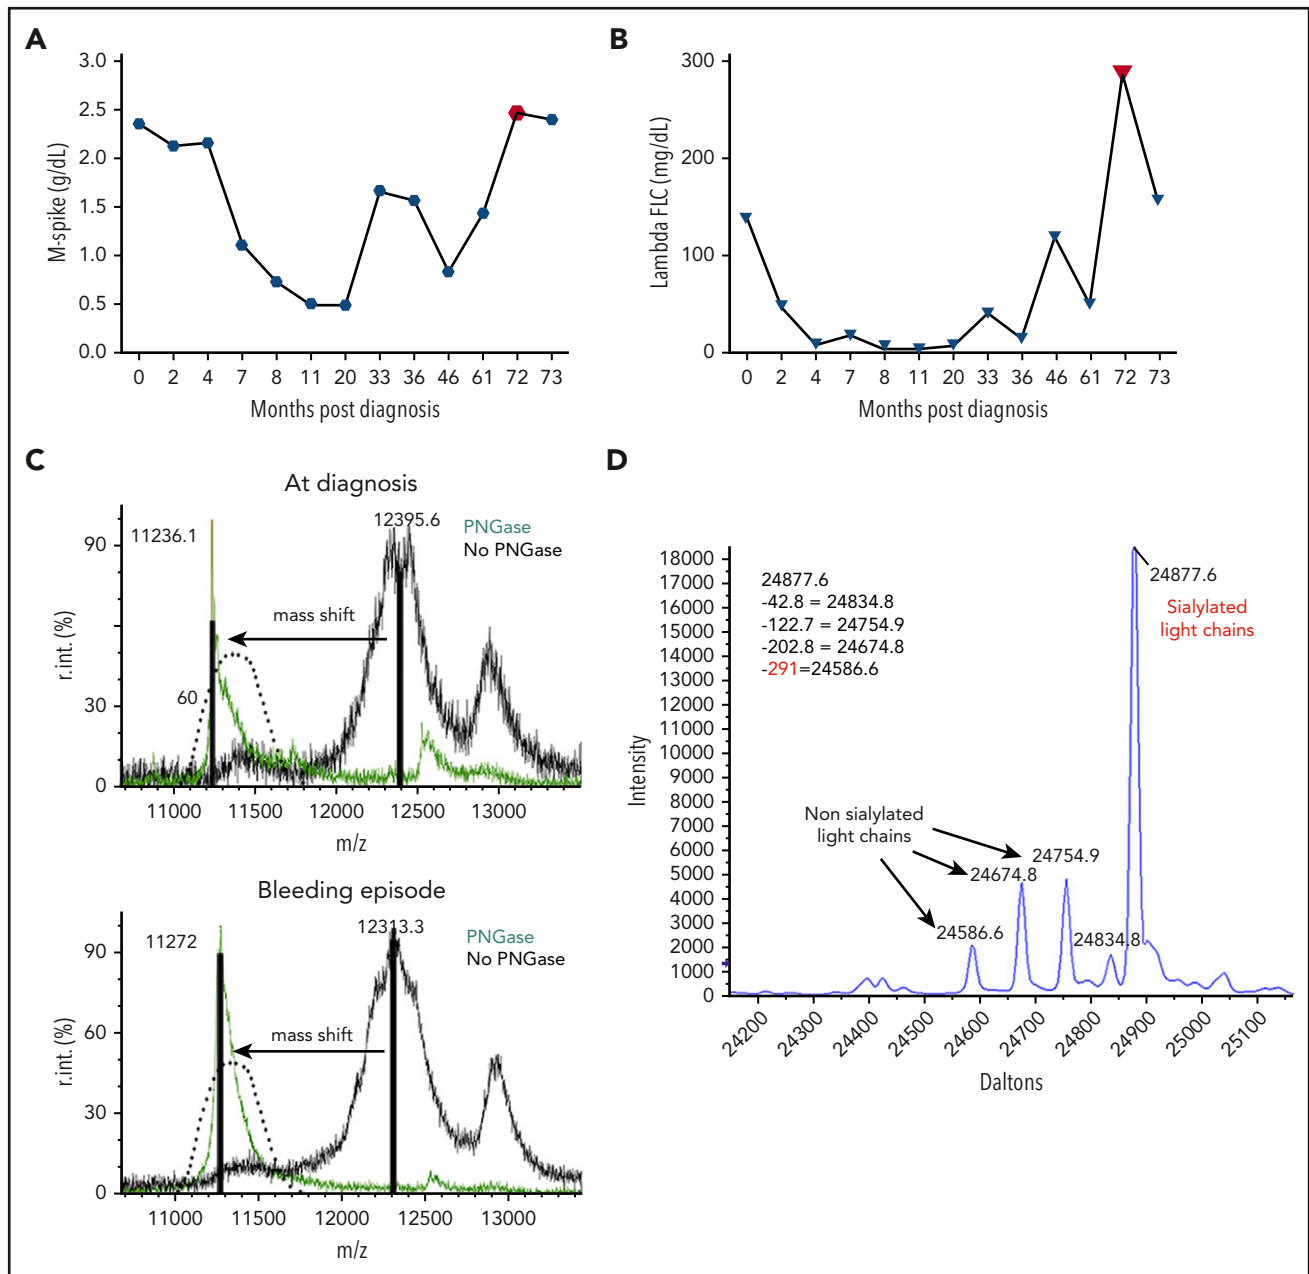 A
M-spike (g/dL)
3.0
2.5
2.0
1.5
1.0
0.5
0.0
0 2 4 7 8 11 20 33 36 46 61 72 73
Months post diagnosis
B
Lambda FLC (mg/dL)
300
200
100
0
0 2 4 7 8 11 20 33 36 46 61 72 73
Months post diagnosis
C
At diagnosis
11236.1
12395.6
PNGase
No PNGase
mass shift
r.int.(%)
90
60
30
0
11000 11500 12000 12500 13000
m/z
Bleeding episode
11272
12313.3
PNGase
No PNGase
mass shift
r.int.(%)
90
60
30
0
11000 11500 12000 12500 13000
m/z
D
Intensity
18000
17000
16000
15000
14000
13000
12000
11000
10000
9000
8000
7000
6000
5000
4000
3000
2000
1000
0
24877.6
-42.8 = 24834.8
-122.7 = 24754.9
-202.8 = 24674.8
-291=24586.6
24877.6
Sialylated
light chains
Non sialylated
light chains
24754.9
24674.8
24586.6
24834.8
24200 24300 24400 24500 24600 24700 24800 24900 25000 25100
Daltons